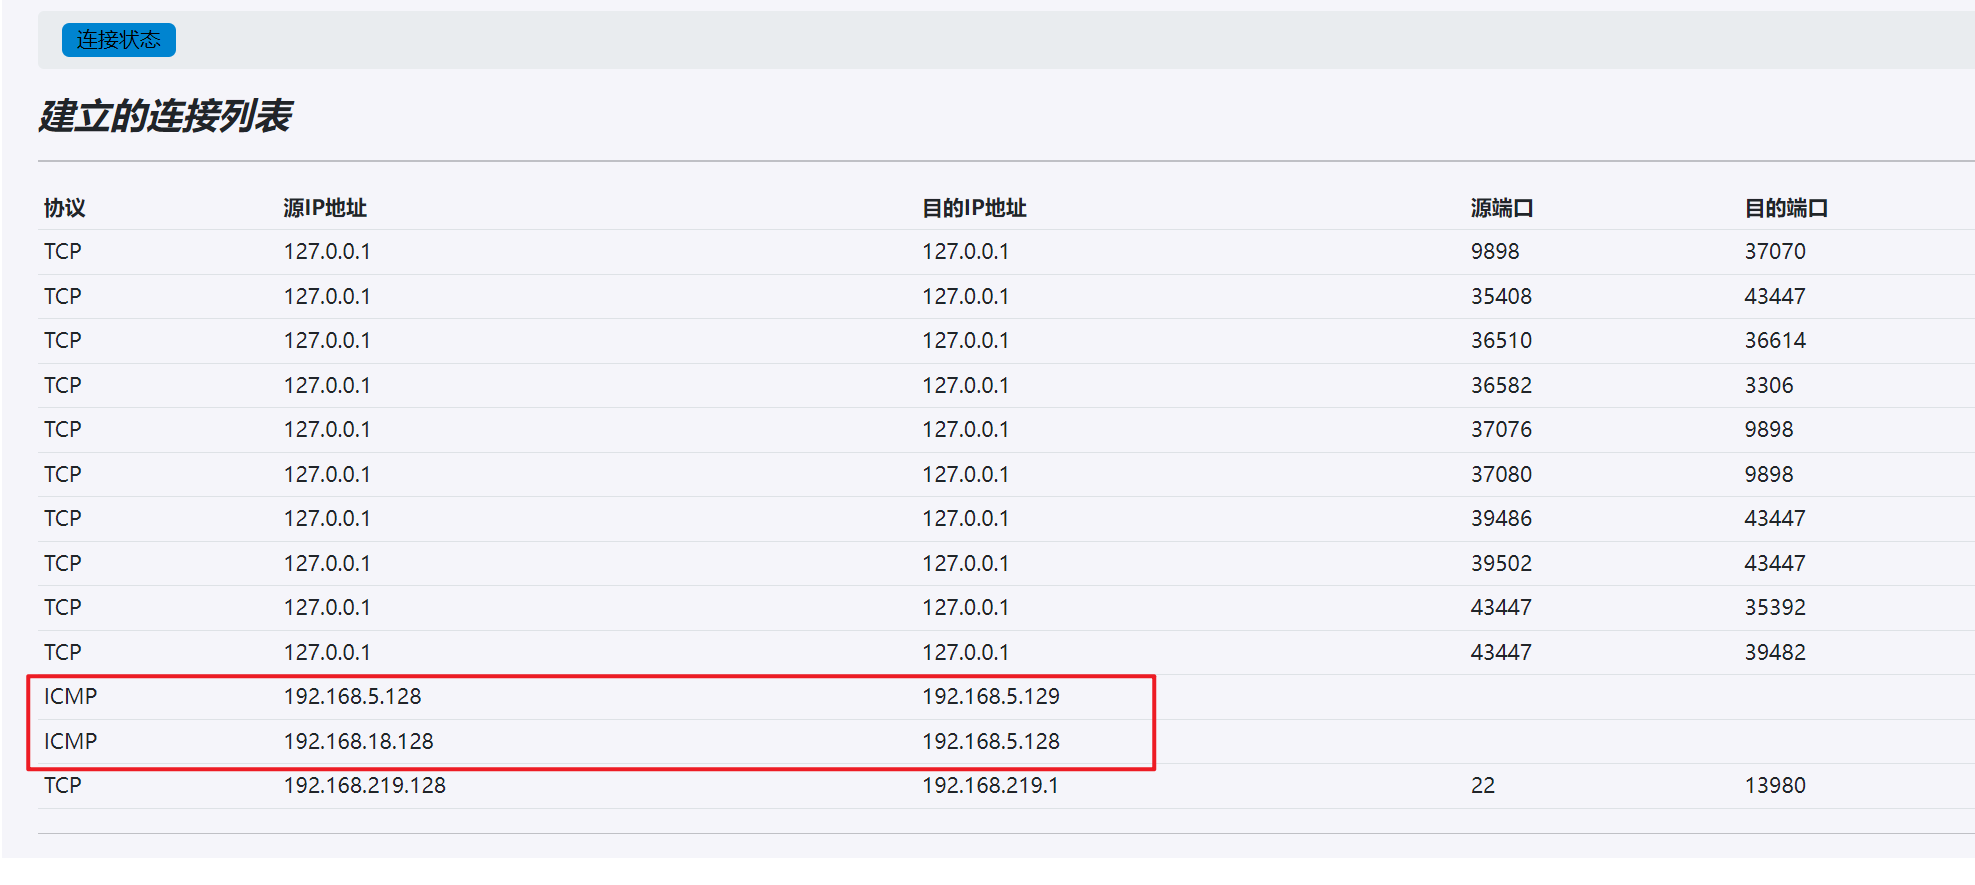 连接状态
建立的连接列表
协议 源IP地址 目的IP地址 源端口 目的端口
TCP 127.0.0.1 127.0.0.1 9898 37070
TCP 127.0.0.1 127.0.0.1 35408 43447
TCP 127.0.0.1 127.0.0.1 36510 36614
TCP 127.0.0.1 127.0.0.1 36582 3306
TCP 127.0.0.1 127.0.0.1 37076 9898
TCP 127.0.0.1 127.0.0.1 37080 9898
TCP 127.0.0.1 127.0.0.1 39486 43447
TCP 127.0.0.1 127.0.0.1 39502 43447
TCP 127.0.0.1 127.0.0.1 43447 35392
TCP 127.0.0.1 127.0.0.1 43447 39482
ICMP 192.168.5.128 192.168.5.129
ICMP 192.168.18.128 192.168.5.128
TCP 192.168.219.128 192.168.219.1 22 13980